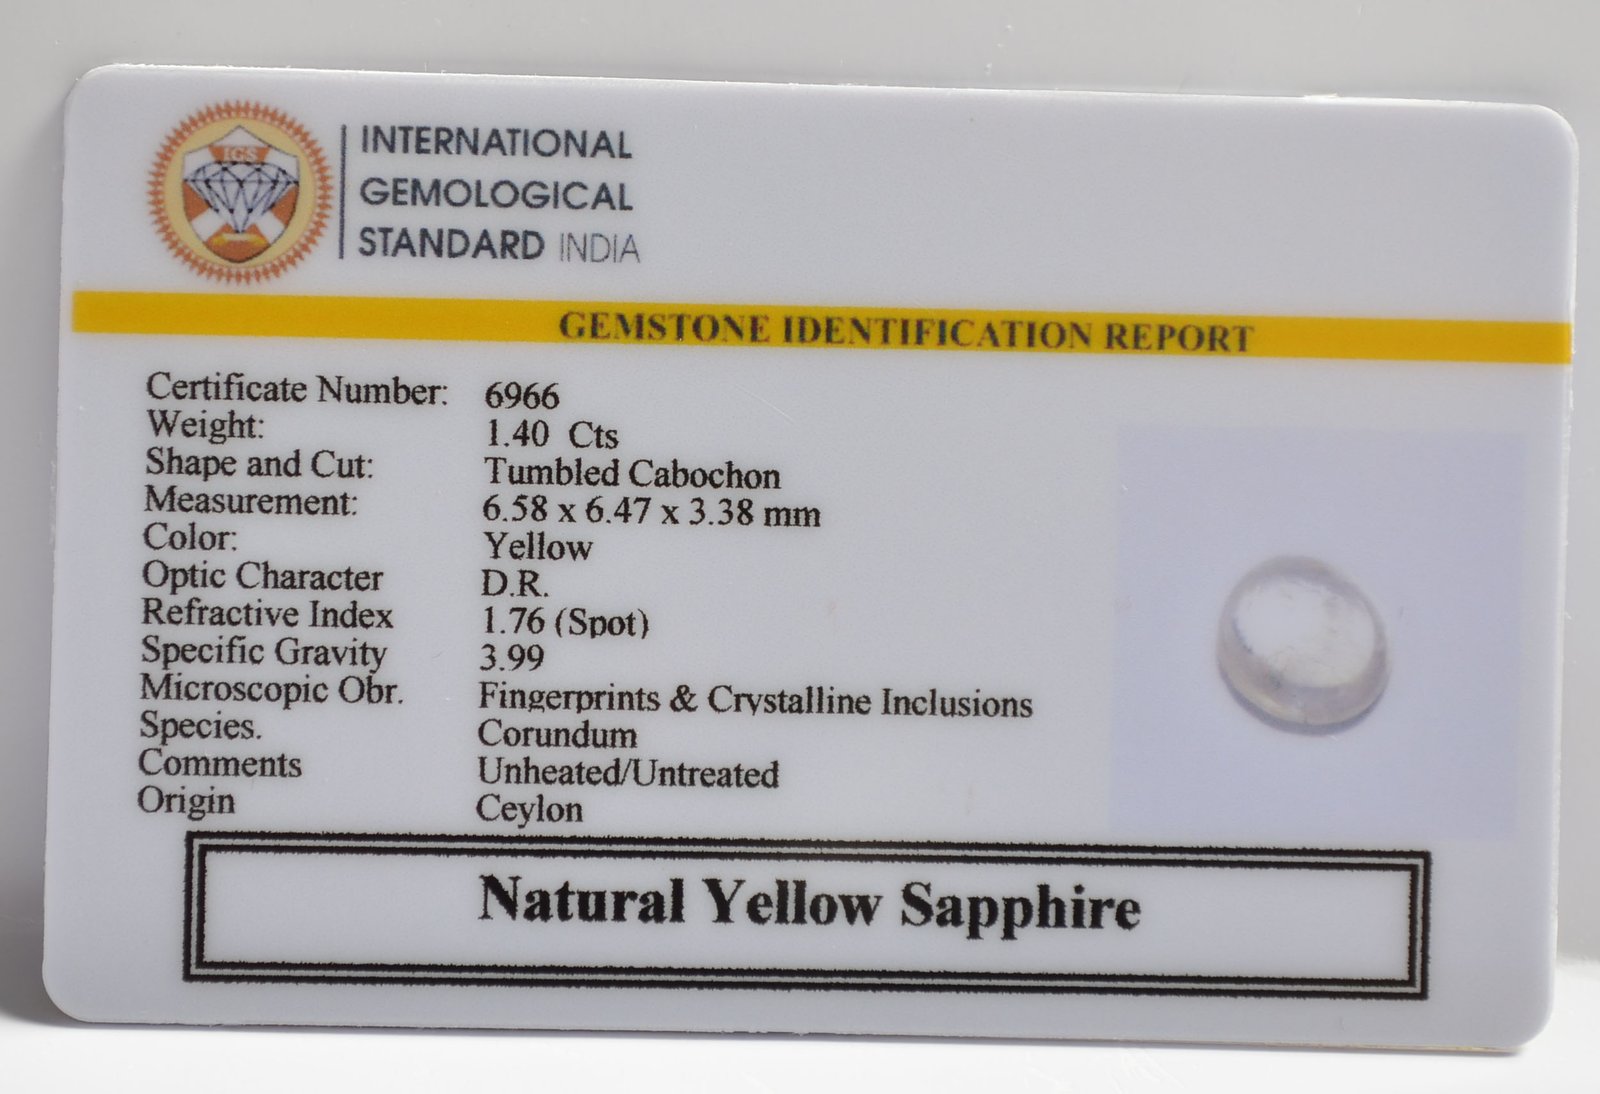 IGS
INTERNATIONAL
GEMOLOGICAL
STANDARD INDIA
GEMSTONE IDENTIFICATION REPORT
Certificate Number: 6966
Weight: 1.40 Cts
Shape and Cut: Tumbled Cabochon
Measurement: 6.58 x 6.47 x 3.38 mm
Color: Yellow
Optic Character D.R.
Refractive Index 1.76 (Spot)
Specific Gravity 3.99
Microscopic Obr. Fingerprints & Crystalline Inclusions
Species. Corundum
Comments Unheated/Untreated
Origin Ceylon
Natural Yellow Sapphire